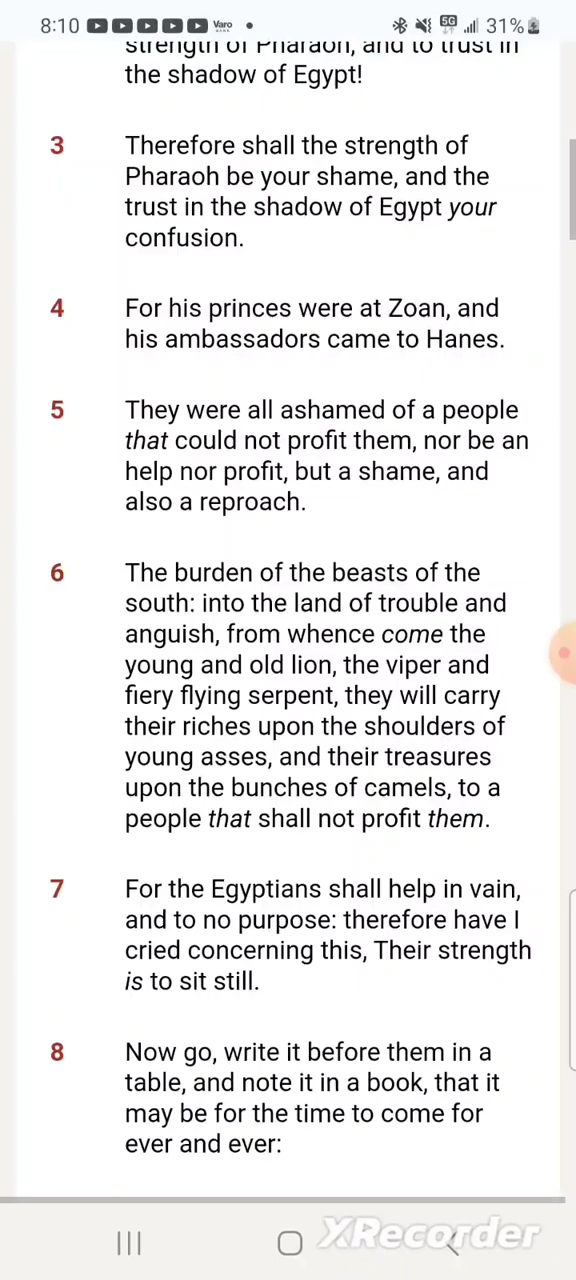 8:10 Varo 5G 31%
strength of Pharaoh, and to trust in
the shadow of Egypt!
3 Therefore shall the strength of
Pharaoh be your shame, and the
trust in the shadow of Egypt your
confusion.
4 For his princes were at Zoan, and
his ambassadors came to Hanes.
5 They were all ashamed of a people
that could not profit them, nor be an
help nor profit, but a shame, and
also a reproach.
6 The burden of the beasts of the
south: into the land of trouble and
anguish, from whence come the
young and old lion, the viper and
fiery flying serpent, they will carry
their riches upon the shoulders of
young asses, and their treasures
upon the bunches of camels, to a
people that shall not profit them.
7 For the Egyptians shall help in vain,
and to no purpose: therefore have I
cried concerning this, Their strength
is to sit still.
8 Now go, write it before them in a
table, and note it in a book, that it
may be for the time to come for
ever and ever:
XRecorder